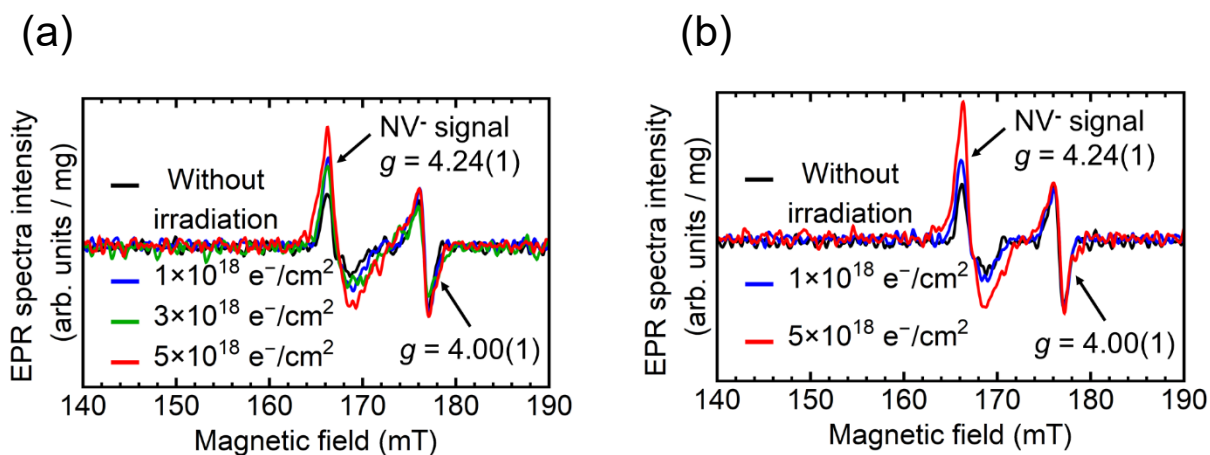 (a)
EPR spectra intensity
(arb. units / mg)
NV⁻ signal
g = 4.24(1)
Without
irradiation
1×10¹⁸ e⁻/cm²
3×10¹⁸ e⁻/cm²
5×10¹⁸ e⁻/cm²
g = 4.00(1)
140 150 160 170 180 190
Magnetic field (mT)
(b)
EPR spectra intensity
(arb. units / mg)
NV⁻ signal
g = 4.24(1)
Without
irradiation
1×10¹⁸ e⁻/cm²
5×10¹⁸ e⁻/cm²
g = 4.00(1)
140 150 160 170 180 190
Magnetic field (mT)